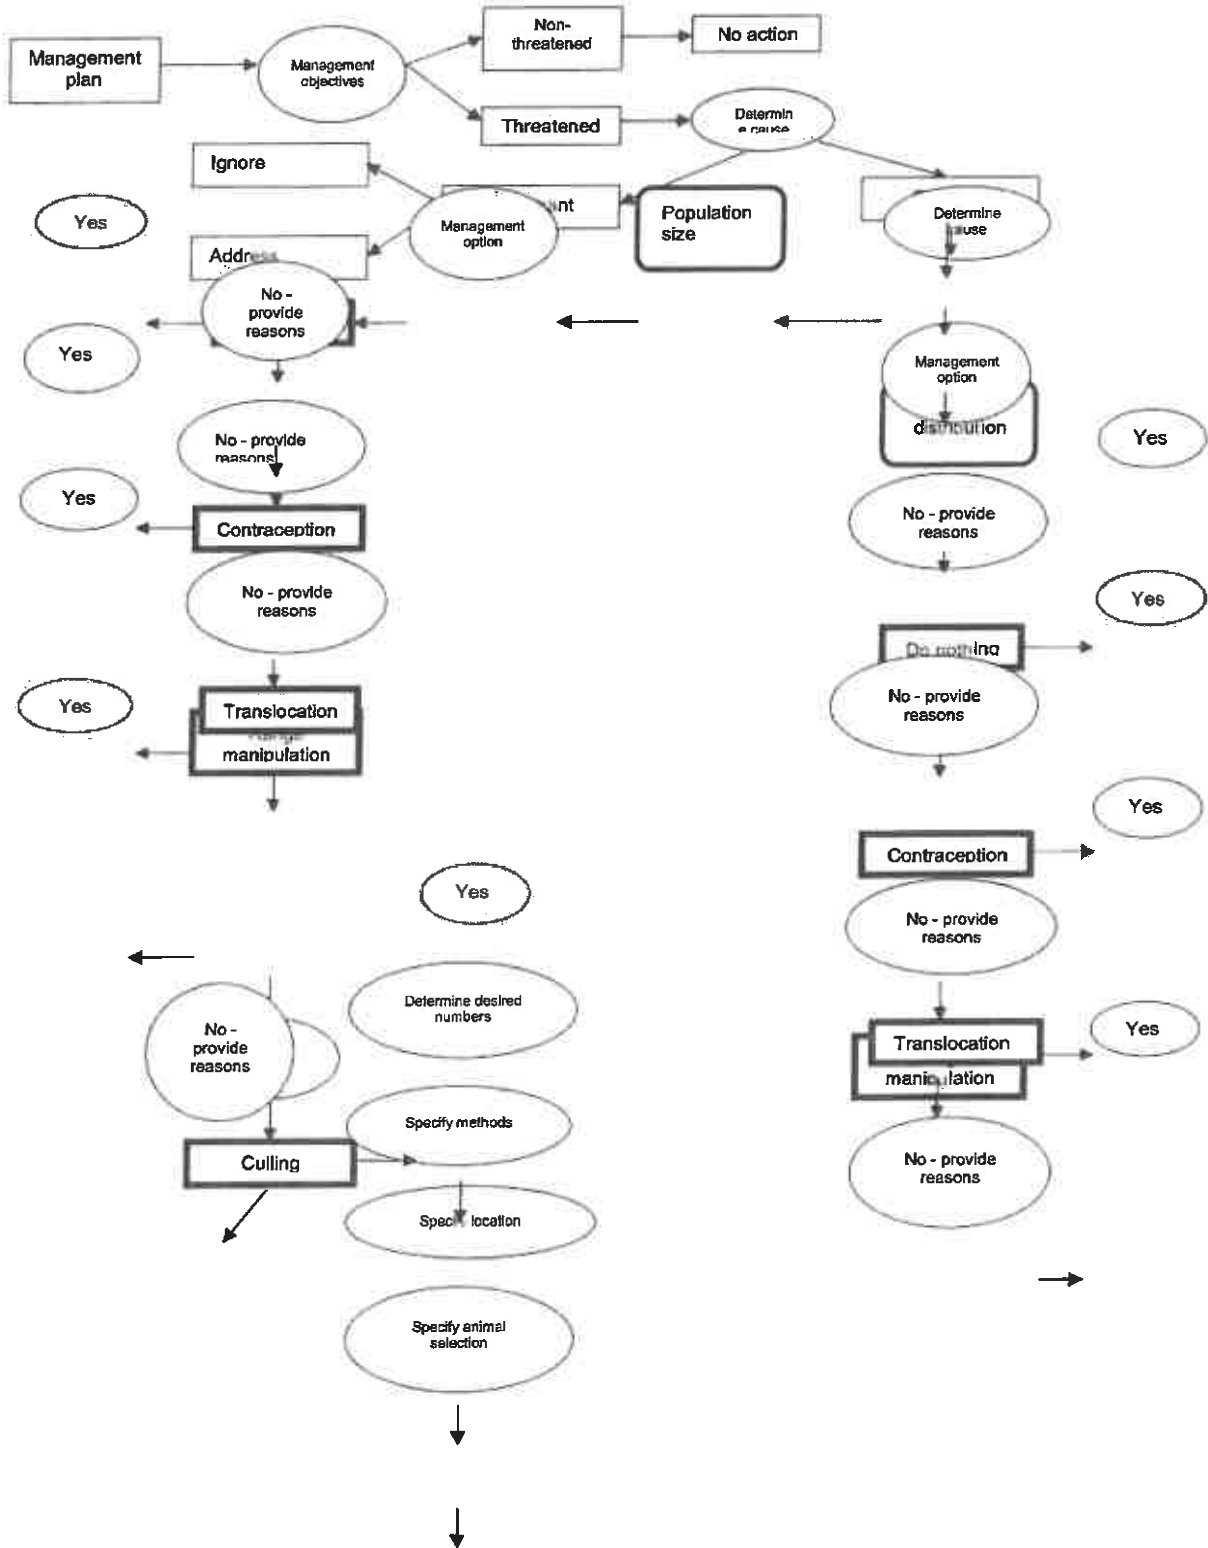 Management
plan
Management
objectives
Non-
threatened
No action
Threatened
Determin
e cause
Ignore
Yes
Management
option
Population
size
Determine
Address
No -
provide
reasons
Yes
Management
option
distribution
Yes
No - provide
reasons
Yes
Contraception
No - provide
reasons
No - provide
reasons
Yes
Do nothing
No - provide
reasons
Yes
Translocation
manipulation
Yes
Contraception
No - provide
reasons
Yes
Determine desired
numbers
No -
provide
reasons
Yes
Translocation
manipulation
Specify methods
No - provide
reasons
Culling
Specify location
Specify animal
selection